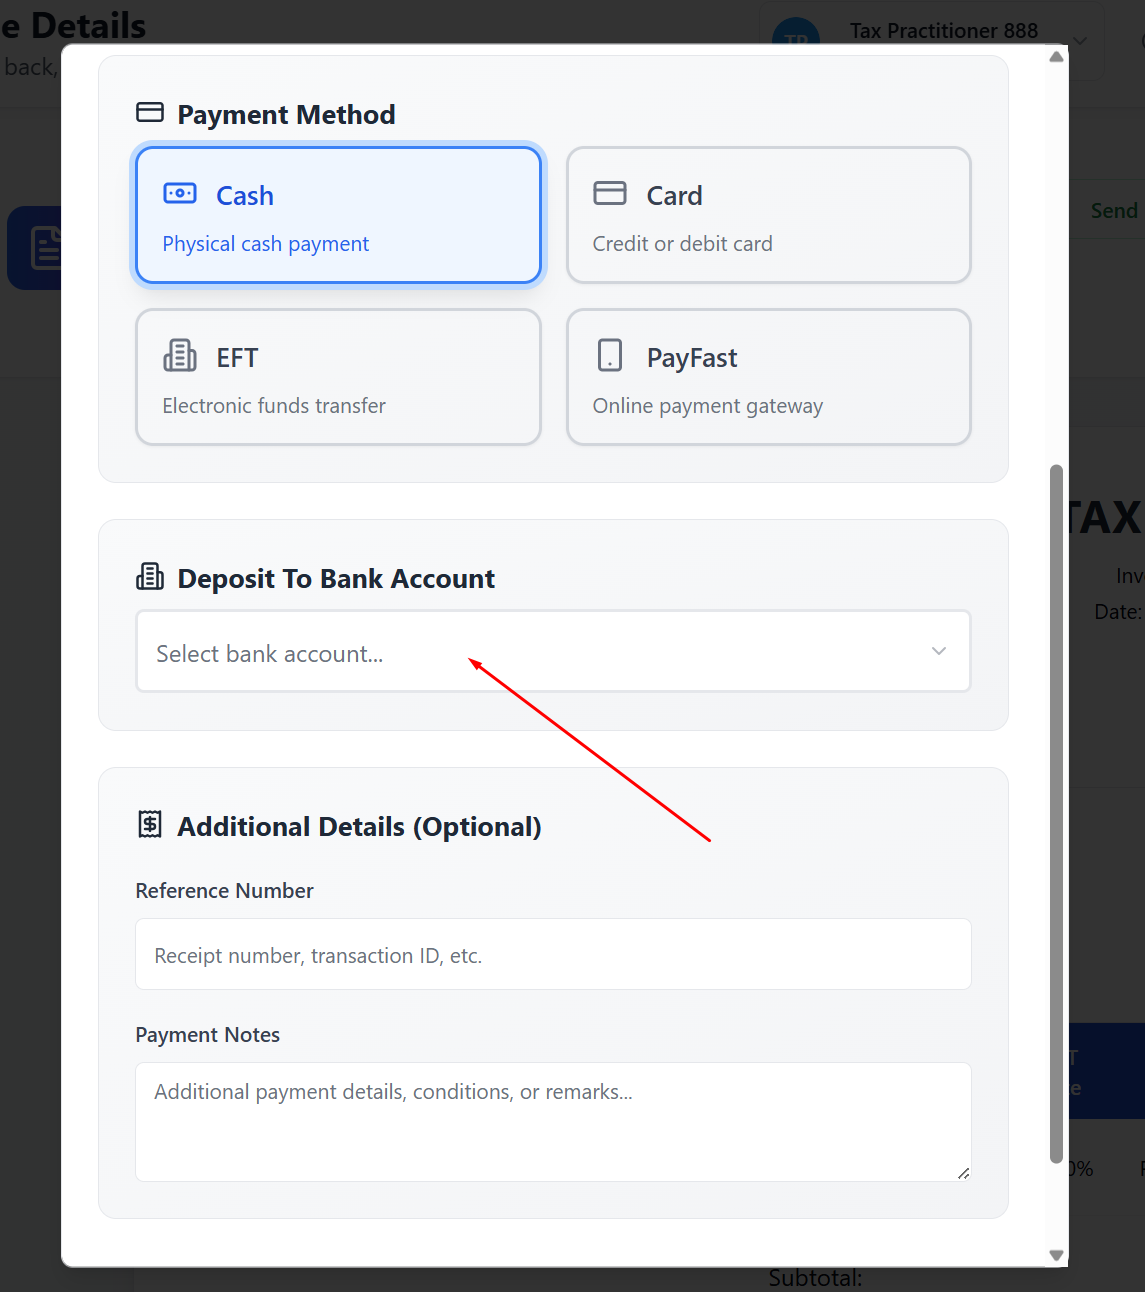 e Details
back,
TP
Tax Practitioner 888
Send
Payment Method
Cash
Physical cash payment
Card
Credit or debit card
EFT
Electronic funds transfer
PayFast
Online payment gateway
TAX
Inv
Date:
Deposit To Bank Account
Select bank account...
Additional Details (Optional)
Reference Number
Receipt number, transaction ID, etc.
Payment Notes
Additional payment details, conditions, or remarks...
T
e
0%
Subtotal: